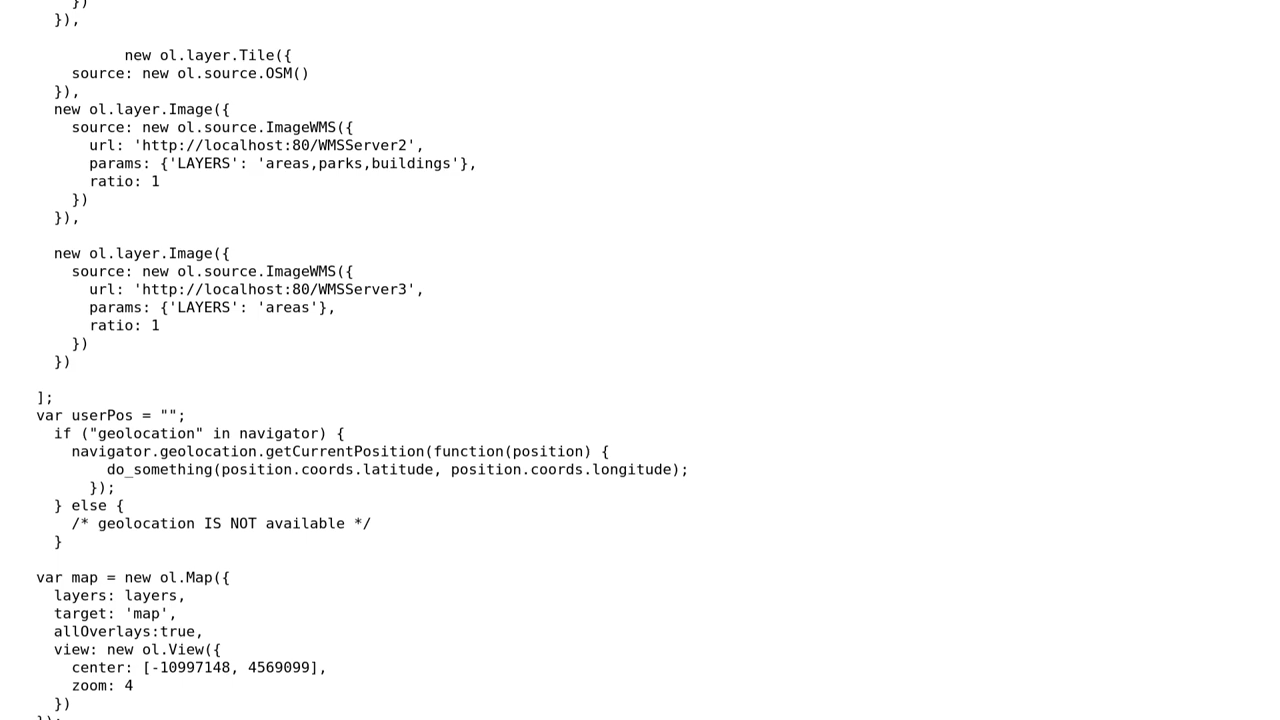 })
    }),

            new ol.layer.Tile({
      source: new ol.source.OSM()
    }),
    new ol.layer.Image({
      source: new ol.source.ImageWMS({
        url: 'http://localhost:80/WMSServer2',
        params: {'LAYERS': 'areas,parks,buildings'},
        ratio: 1
      })
    }),

    new ol.layer.Image({
      source: new ol.source.ImageWMS({
        url: 'http://localhost:80/WMSServer3',
        params: {'LAYERS': 'areas'},
        ratio: 1
      })
    })

  ];
  var userPos = "";
    if ("geolocation" in navigator) {
      navigator.geolocation.getCurrentPosition(function(position) {
          do_something(position.coords.latitude, position.coords.longitude);
        });
    } else {
      /* geolocation IS NOT available */
    }

  var map = new ol.Map({
    layers: layers,
    target: 'map',
    allOverlays:true,
    view: new ol.View({
      center: [-10997148, 4569099],
      zoom: 4
    })
  });